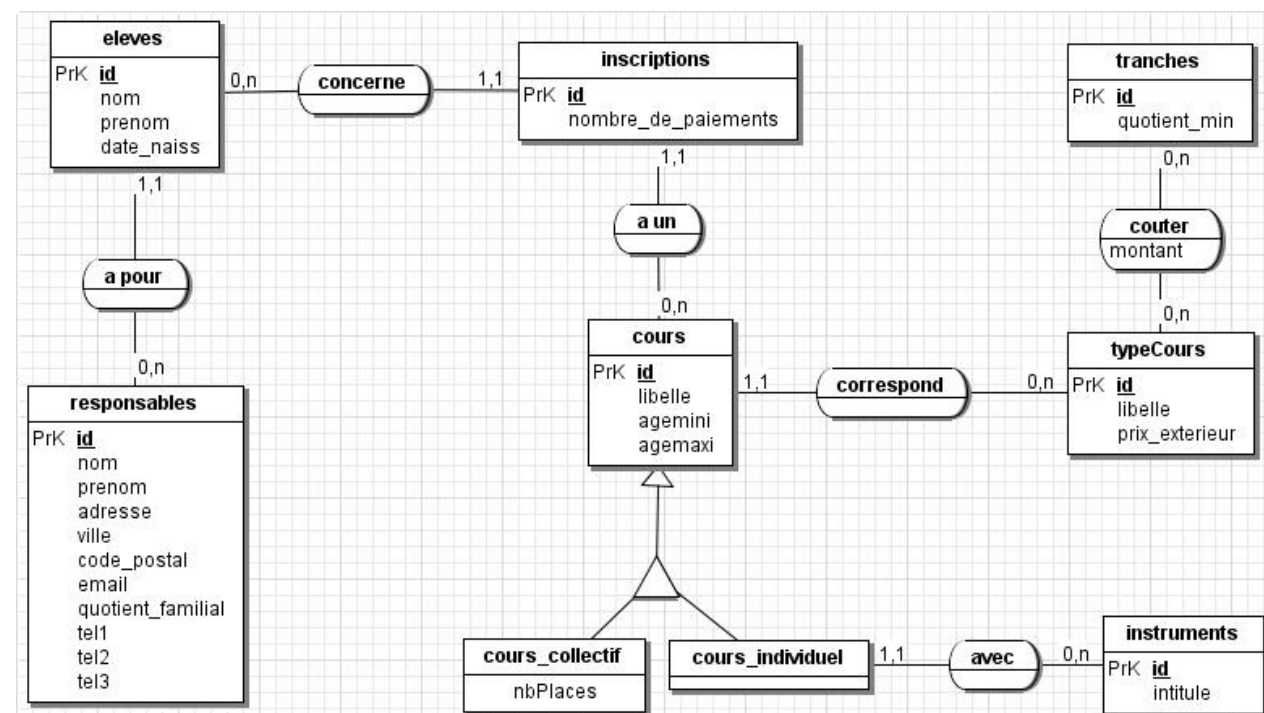 eleves
PrK id
nom
prenom
date_naiss
0,n
concerne
1,1
inscriptions
PrK id
nombre_de_paiements
tranches
PrK id
quotient_min
1,1
a pour
0,n
1,1
a un
0,n
0,n
couter
montant
0,n
responsables
PrK id
nom
prenom
adresse
ville
code_postal
email
quotient_familial
tel1
tel2
tel3
cours
PrK id
libelle
agemini
agemaxi
1,1
correspond
0,n
typeCours
PrK id
libelle
prix_exterieur
cours_collectif
nbPlaces
cours_individuel
1,1
avec
0,n
instruments
PrK id
intitule